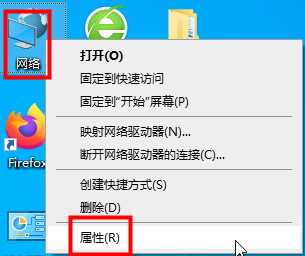 网络
打开(O)
固定到快速访问
固定到"开始"屏幕(P)
映射网络驱动器(N)...
断开网络驱动器的连接(C)...
创建快捷方式(S)
删除(D)
属性(R)
Firefox